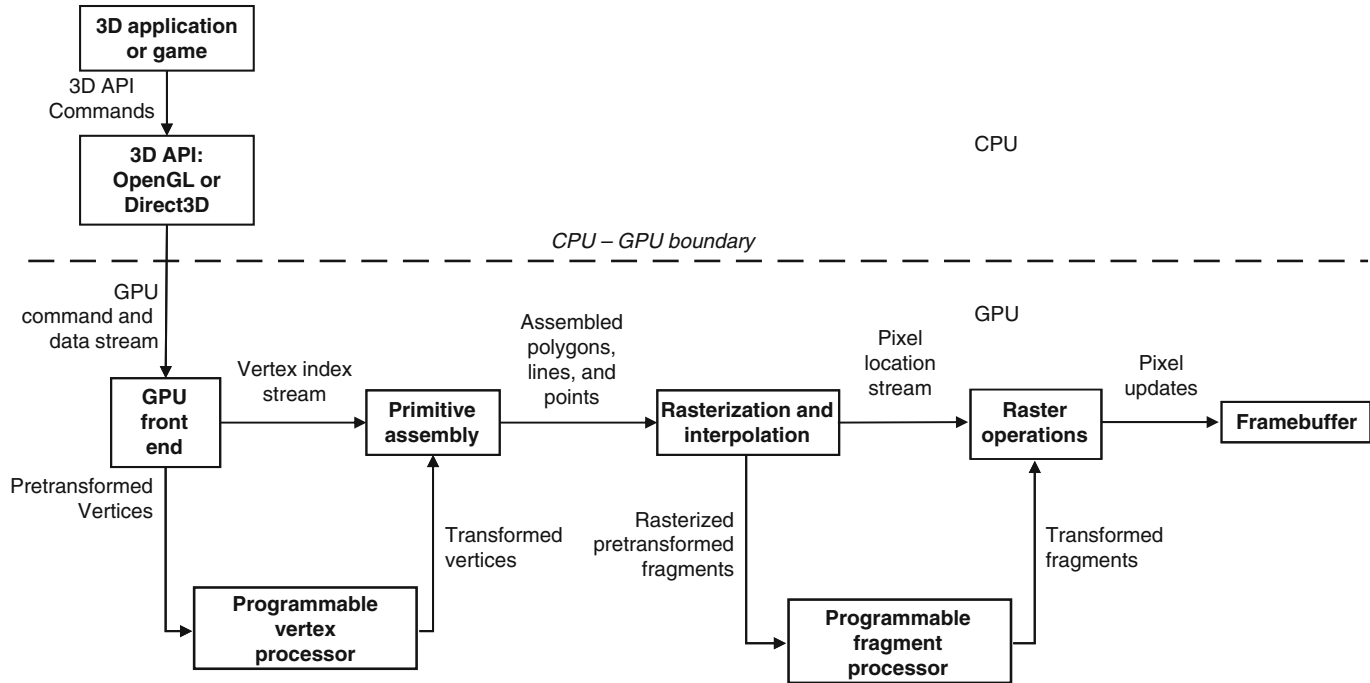 3D application
or game
3D API
Commands
3D API:
OpenGL or
Direct3D
CPU
CPU – GPU boundary
GPU
command and
data stream
GPU
Vertex index
stream
Assembled
polygons,
lines, and
points
Pixel
location
stream
Pixel
updates
GPU
front
end
Primitive
assembly
Rasterization and
interpolation
Raster
operations
Framebuffer
Pretransformed
Vertices
Transformed
vertices
Rasterized
pretransformed
fragments
Transformed
fragments
Programmable
vertex
processor
Programmable
fragment
processor